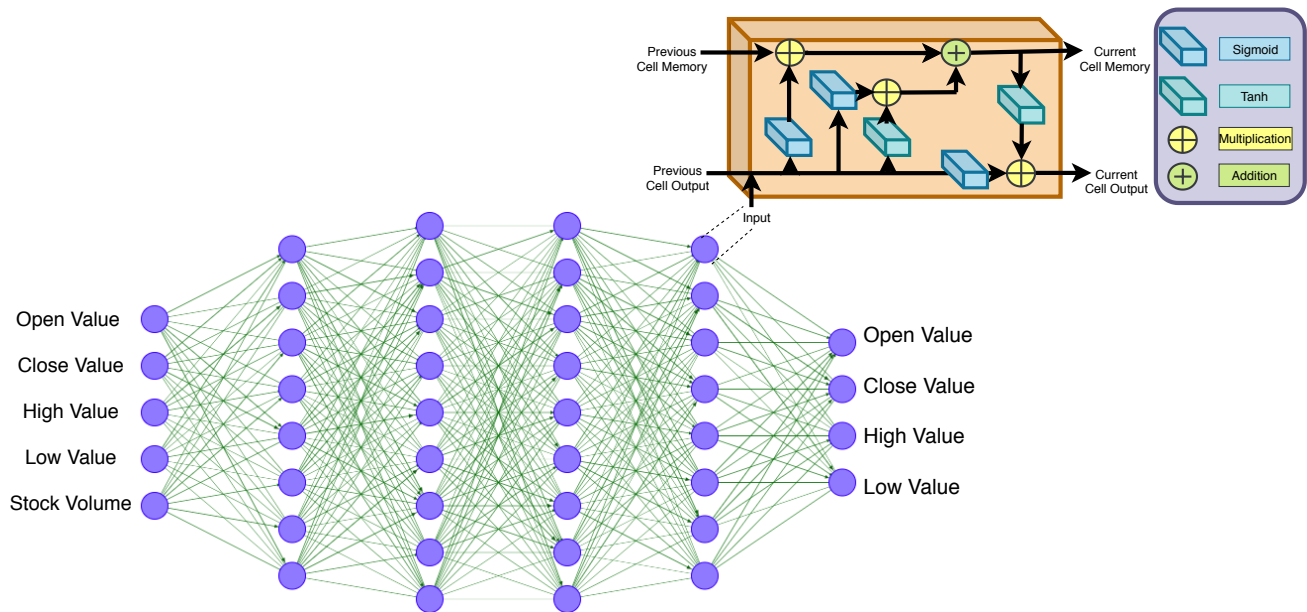 Previous
Cell Memory
Current
Cell Memory
Previous
Cell Output
Current
Cell Output
Input
Sigmoid
Tanh
Multiplication
Addition
Open Value
Close Value
High Value
Low Value
Stock Volume
Open Value
Close Value
High Value
Low Value